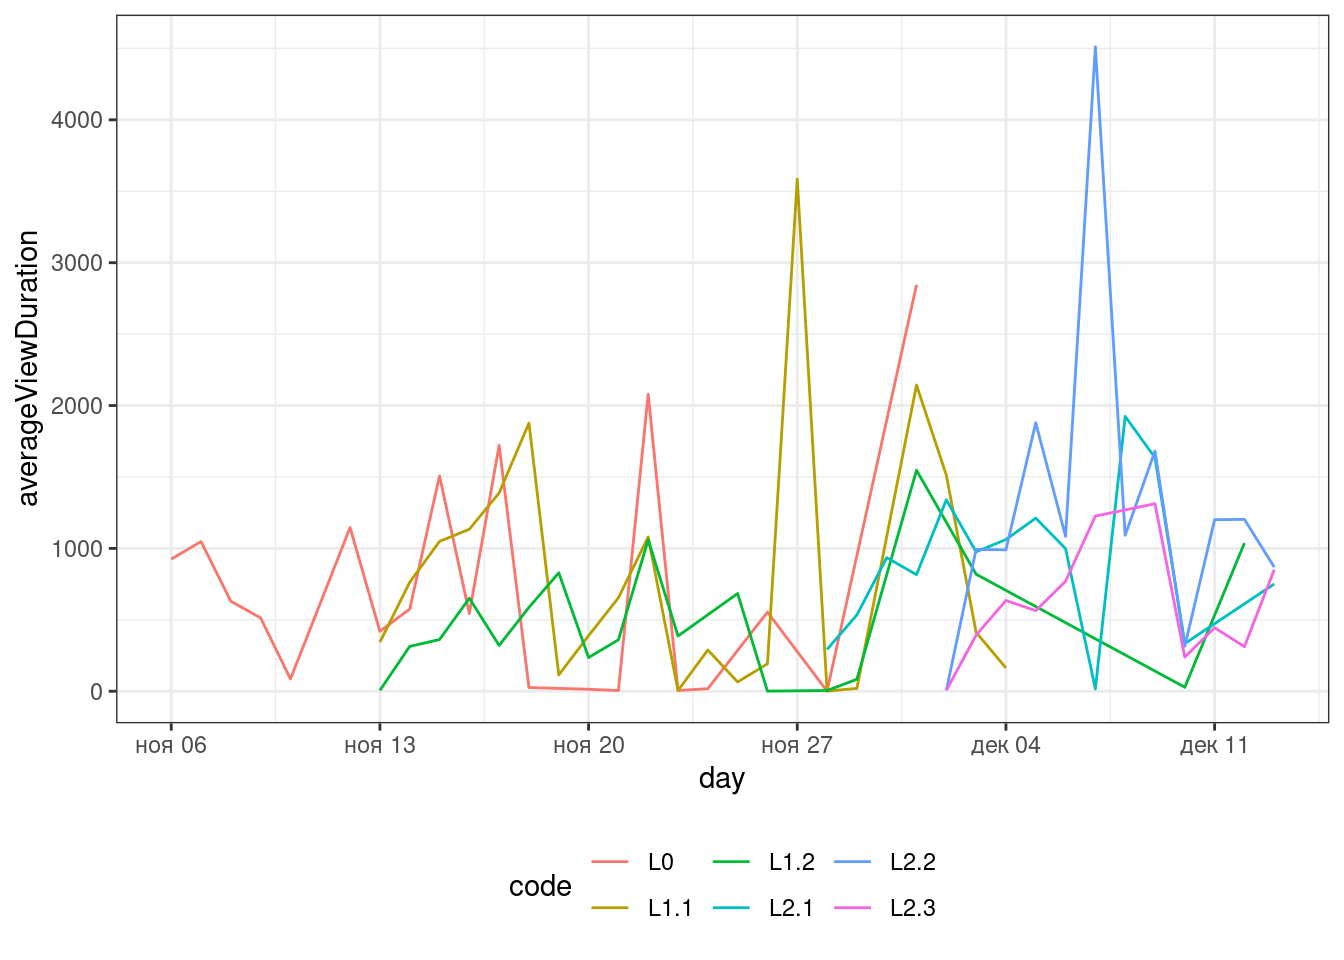 4000
3000
2000
1000
0
averageViewDuration
ноя 06 ноя 13 ноя 20 ноя 27 дек 04 дек 11
day
code
L0 L1.2 L2.2
L1.1 L2.1 L2.3